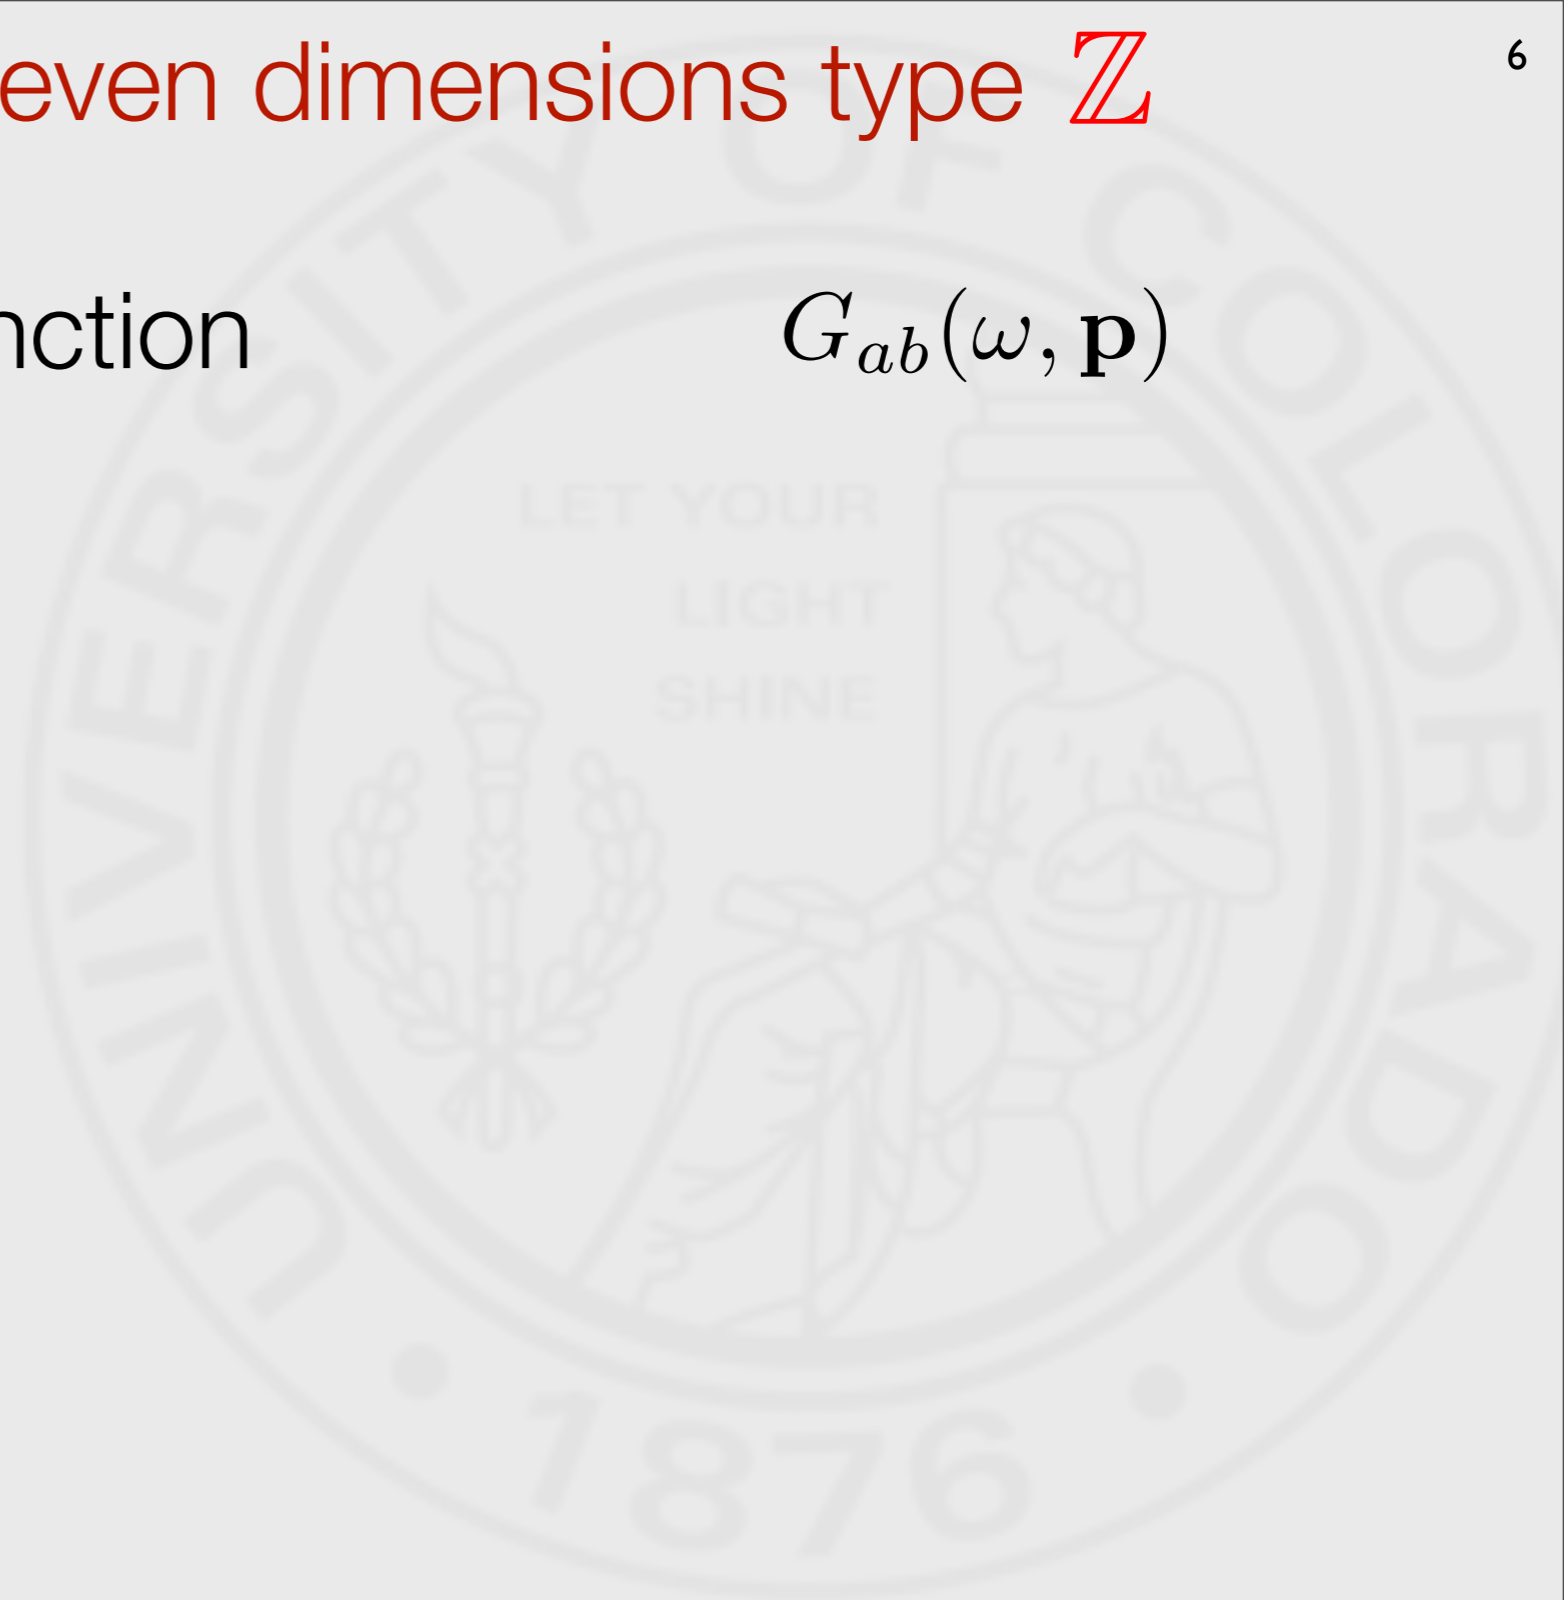 even dimensions type ℤ
6
nction
G_{ab}(ω, **p**)
UNIVERSITY OF COLORADO
LET YOUR
LIGHT
SHINE
• 1876 •